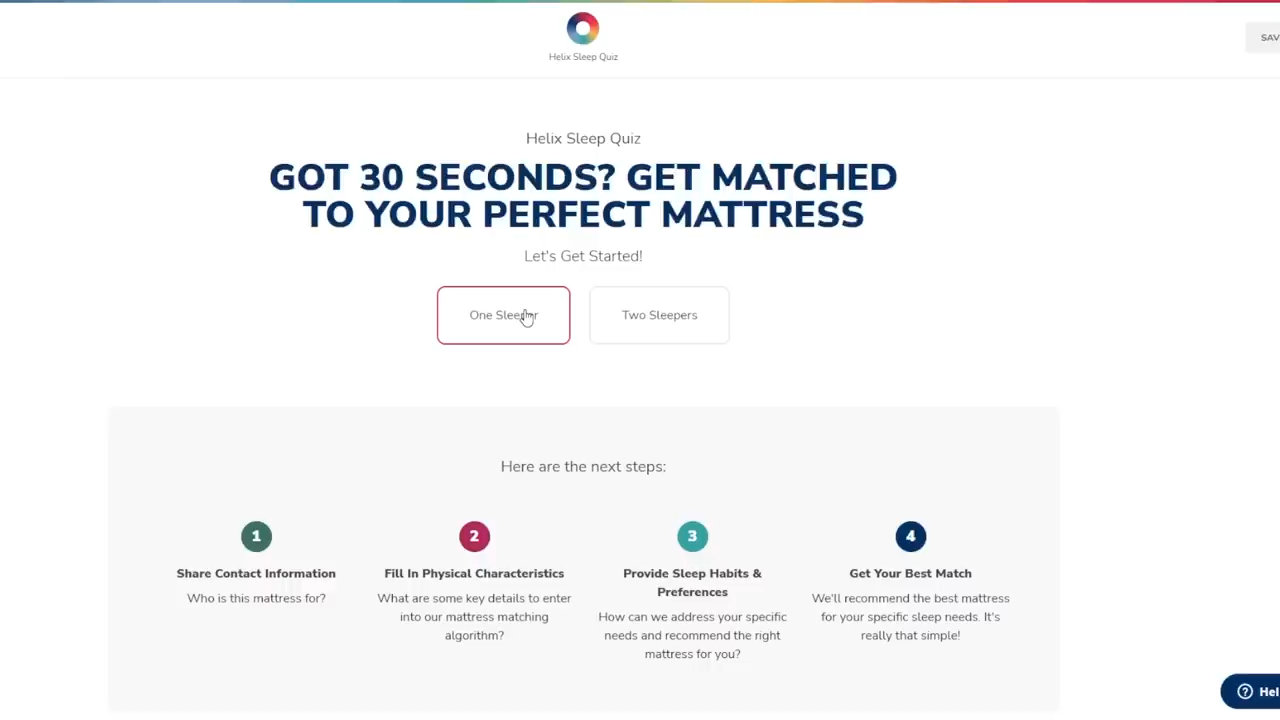 Helix Sleep Quiz
SAV
Helix Sleep Quiz
GOT 30 SECONDS? GET MATCHED
TO YOUR PERFECT MATTRESS
Let's Get Started!
One Sleeper
Two Sleepers
Here are the next steps:
1
Share Contact Information
Who is this mattress for?
2
Fill In Physical Characteristics
What are some key details to enter
into our mattress matching
algorithm?
3
Provide Sleep Habits &
Preferences
How can we address your specific
needs and recommend the right
mattress for you?
4
Get Your Best Match
We'll recommend the best mattress
for your specific sleep needs. It's
really that simple!
? Hel